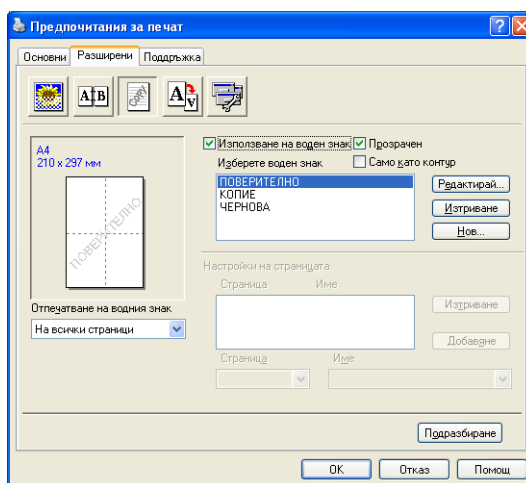 Предпочитания за печат
Основни Разширени Поддръжка
A B
copy
A A
A4
210 x 297 мм
ПОВЕРИТЕЛНО
Отпечатване на водния знак
На всички страници
Използване на воден знак Прозрачен
Изберете воден знак Само като контур
ПОВЕРИТЕЛНО
КОПИЕ
ЧЕРНОВА
Редактирай...
Изтриване
Нов...
Настройки на страницата
Страница Име
Изтриване
Добавяне
Страница Име
Подразбиране
OK Отказ Помощ